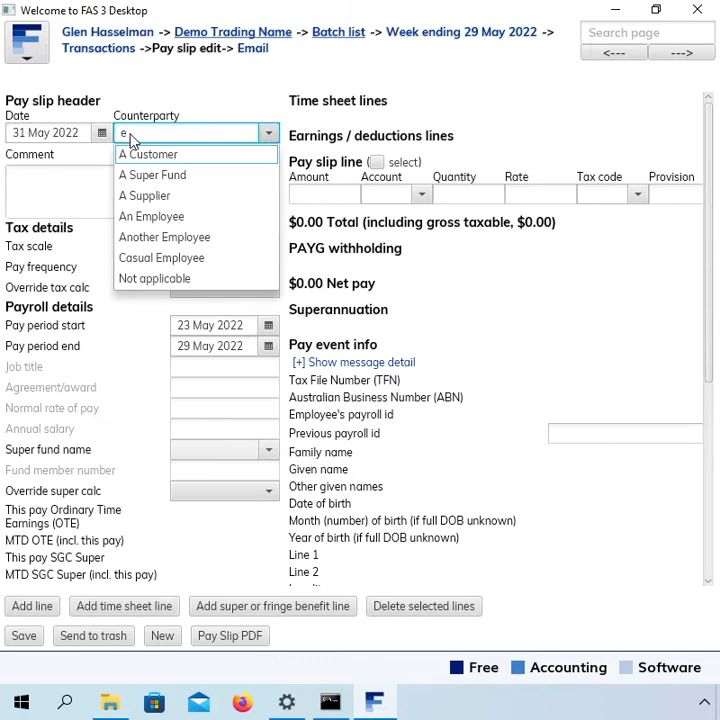 Welcome to FAS 3 Desktop
Glen Hasselman -> Demo Trading Name -> Batch list -> Week ending 29 May 2022 ->
Transactions ->Pay slip edit-> Email
Search page
<---
--->
Pay slip header
Date
Counterparty
31 May 2022
e
A Customer
A Super Fund
A Supplier
An Employee
Another Employee
Casual Employee
Not applicable
Comment
Tax details
Tax scale
Pay frequency
Override tax calc
Payroll details
Pay period start
23 May 2022
Pay period end
29 May 2022
Job title
Agreement/award
Normal rate of pay
Annual salary
Super fund name
Fund member number
Override super calc
This pay Ordinary Time
Earnings (OTE)
MTD OTE (incl. this pay)
This pay SGC Super
MTD SGC Super (incl. this pay)
Time sheet lines
Earnings / deductions lines
Pay slip line ( select)
Amount
Account
Quantity
Rate
Tax code
Provision
$0.00 Total (including gross taxable, $0.00)
PAYG withholding
$0.00 Net pay
Superannuation
Pay event info
[+] Show message detail
Tax File Number (TFN)
Australian Business Number (ABN)
Employee's payroll id
Previous payroll id
Family name
Given name
Other given names
Date of birth
Month (number) of birth (if full DOB unknown)
Year of birth (if full DOB unknown)
Line 1
Line 2
Add line
Add time sheet line
Add super or fringe benefit line
Delete selected lines
Save
Send to trash
New
Pay Slip PDF
Free
Accounting
Software